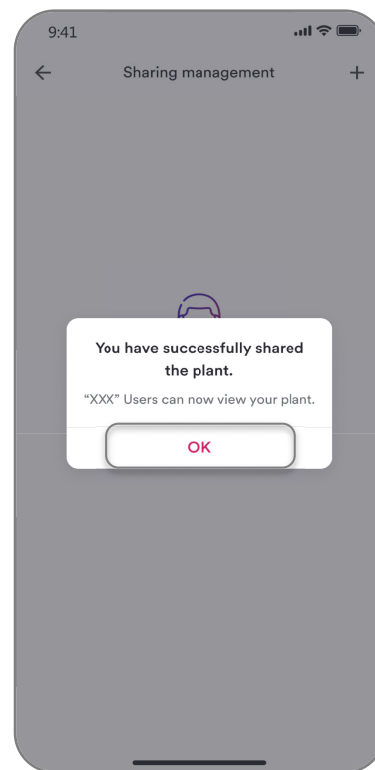 9:41
Sharing management
You have successfully shared
the plant.
“XXX” Users can now view your plant.
OK